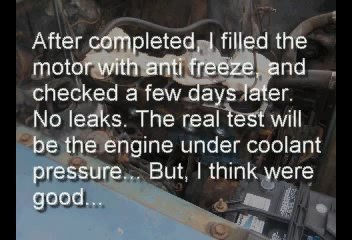 After completed, I filled the
motor with anti freeze, and
checked a few days later.
No leaks. The real test will
be the engine under coolant
pressure... But, I think were
good...